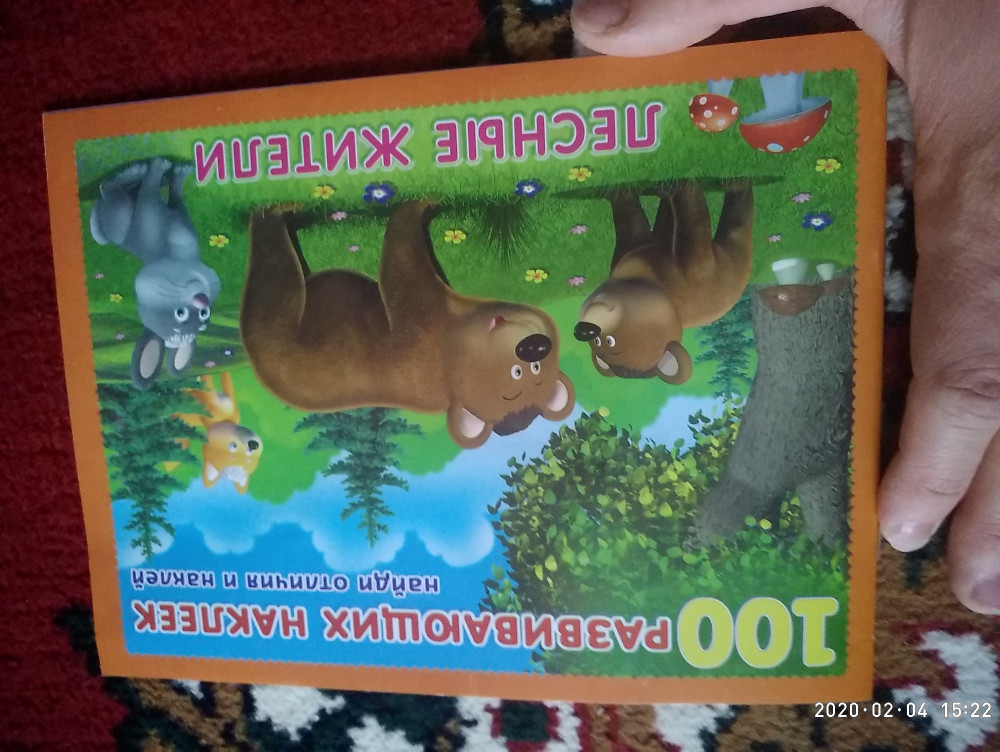 100 РАЗВИВАЮЩИХ НАКЛЕЕК
найди отличия и наклей
ЛЕСНЫЕ ЖИТЕЛИ
2020·02·04 15:22